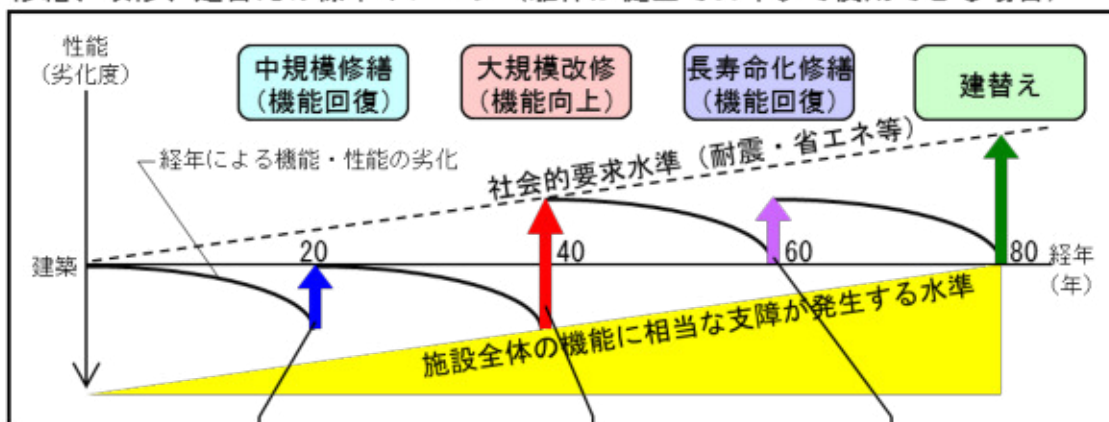 性能
(劣化度)
中規模修繕
(機能回復)
大規模改修
(機能向上)
長寿命化修繕
(機能回復)
建替え
経年による機能・性能の劣化
社会的要求水準(耐震・省エネ等)
建築
20
40
60
80
経年
(年)
施設全体の機能に相当な支障が発生する水準